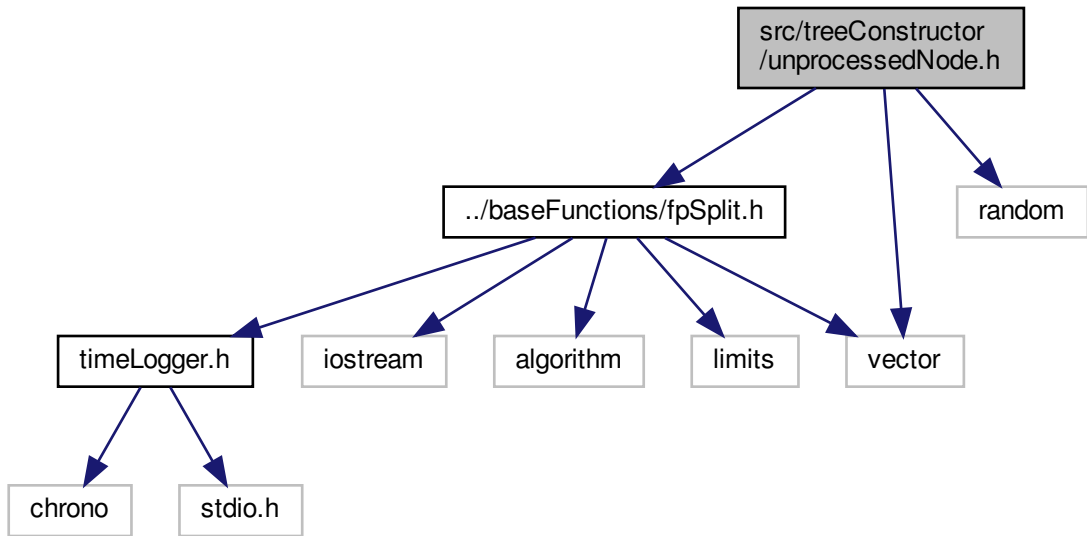 src/treeConstructor
/unprocessedNode.h
../baseFunctions/fpSplit.h
random
timeLogger.h
iostream
algorithm
limits
vector
chrono
stdio.h